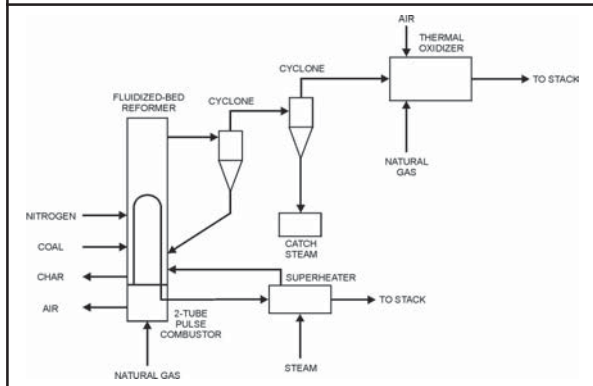 AIR
THERMAL
OXIDIZER
CYCLONE
TO STACK
FLUIDIZED-BED
REFORMER
CYCLONE
NATURAL
GAS
NITROGEN
COAL
CATCH
STEAM
CHAR
SUPERHEATER
TO STACK
AIR
2-TUBE
PULSE
COMBUSTOR
STEAM
NATURAL GAS